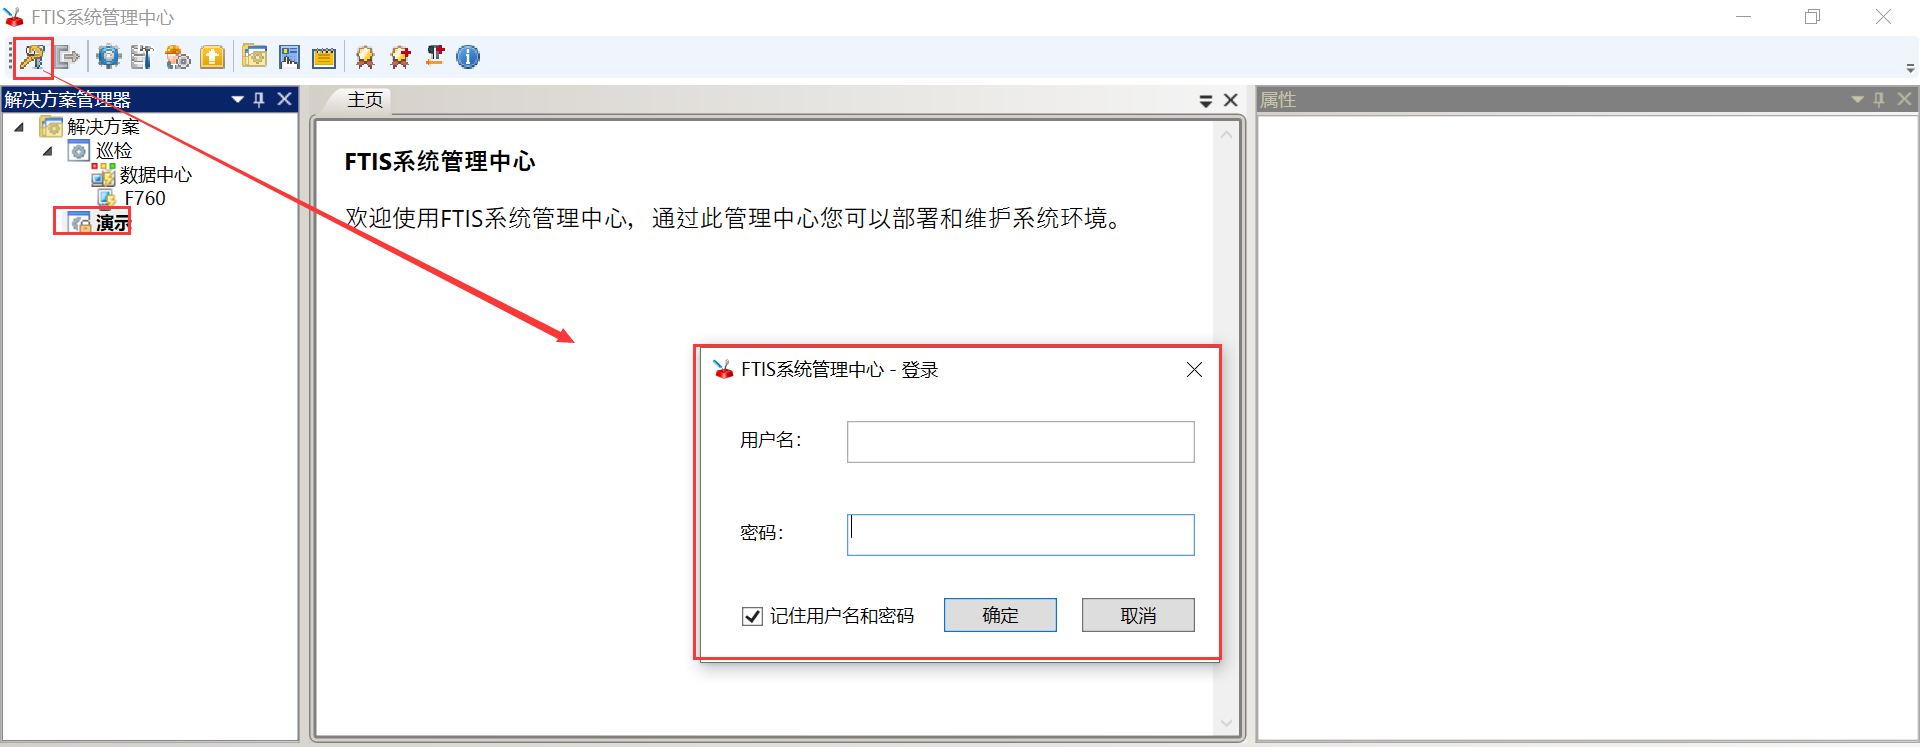 FTIS系统管理中心
解决方案管理器
解决方案
巡检
数据中心
F760
演示
主页
FTIS系统管理中心
欢迎使用FTIS系统管理中心，通过此管理中心您可以部署和维护系统环境。
属性
FTIS系统管理中心 - 登录
用户名：
密码：
记住用户名和密码
确定
取消